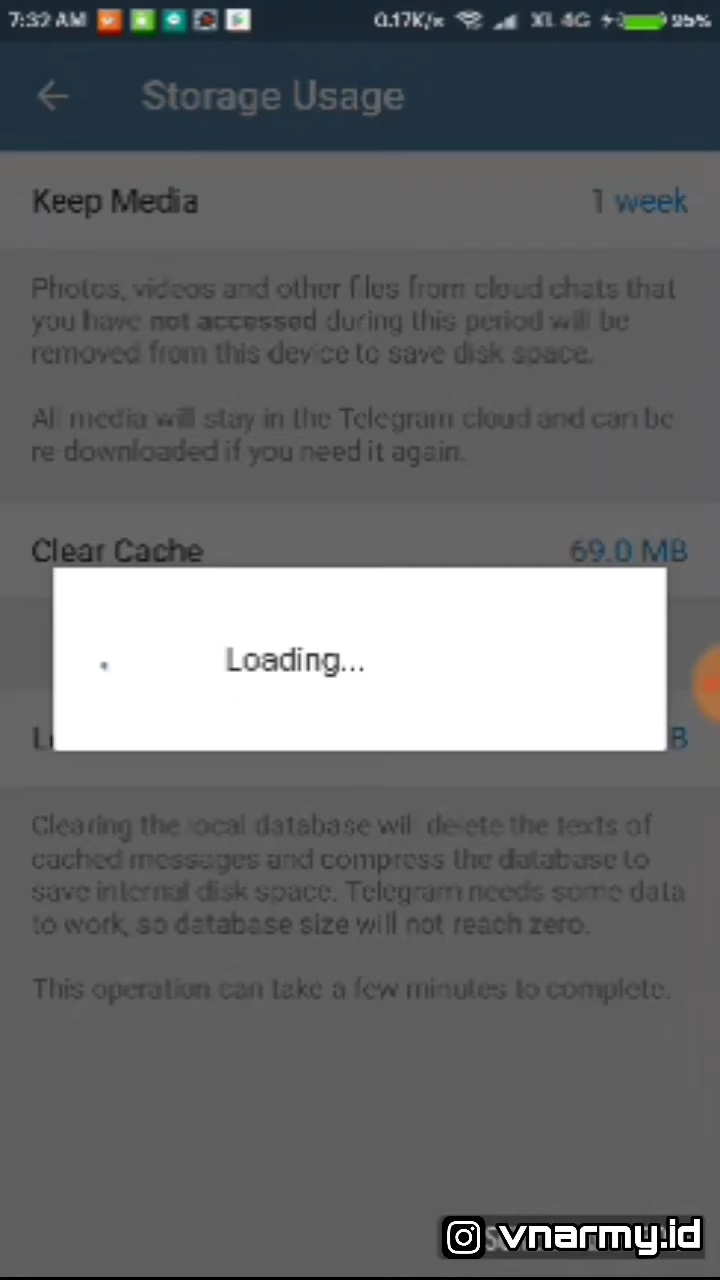 7:32 AM 0.17K/s XL 4G 95%
Storage Usage
Keep Media 1 week
Photos, videos and other files from cloud chats that
you have not accessed during this period will be
removed from this device to save disk space.
All media will stay in the Telegram cloud and can be
re downloaded if you need it again.
Clear Cache 69.0 MB
Loading...
B
Clearing the local database will delete the texts of
cached messages and compress the database to
save internal disk space. Telegram needs some data
to work, so database size will not reach zero.
This operation can take a few minutes to complete.
vnarmy.id